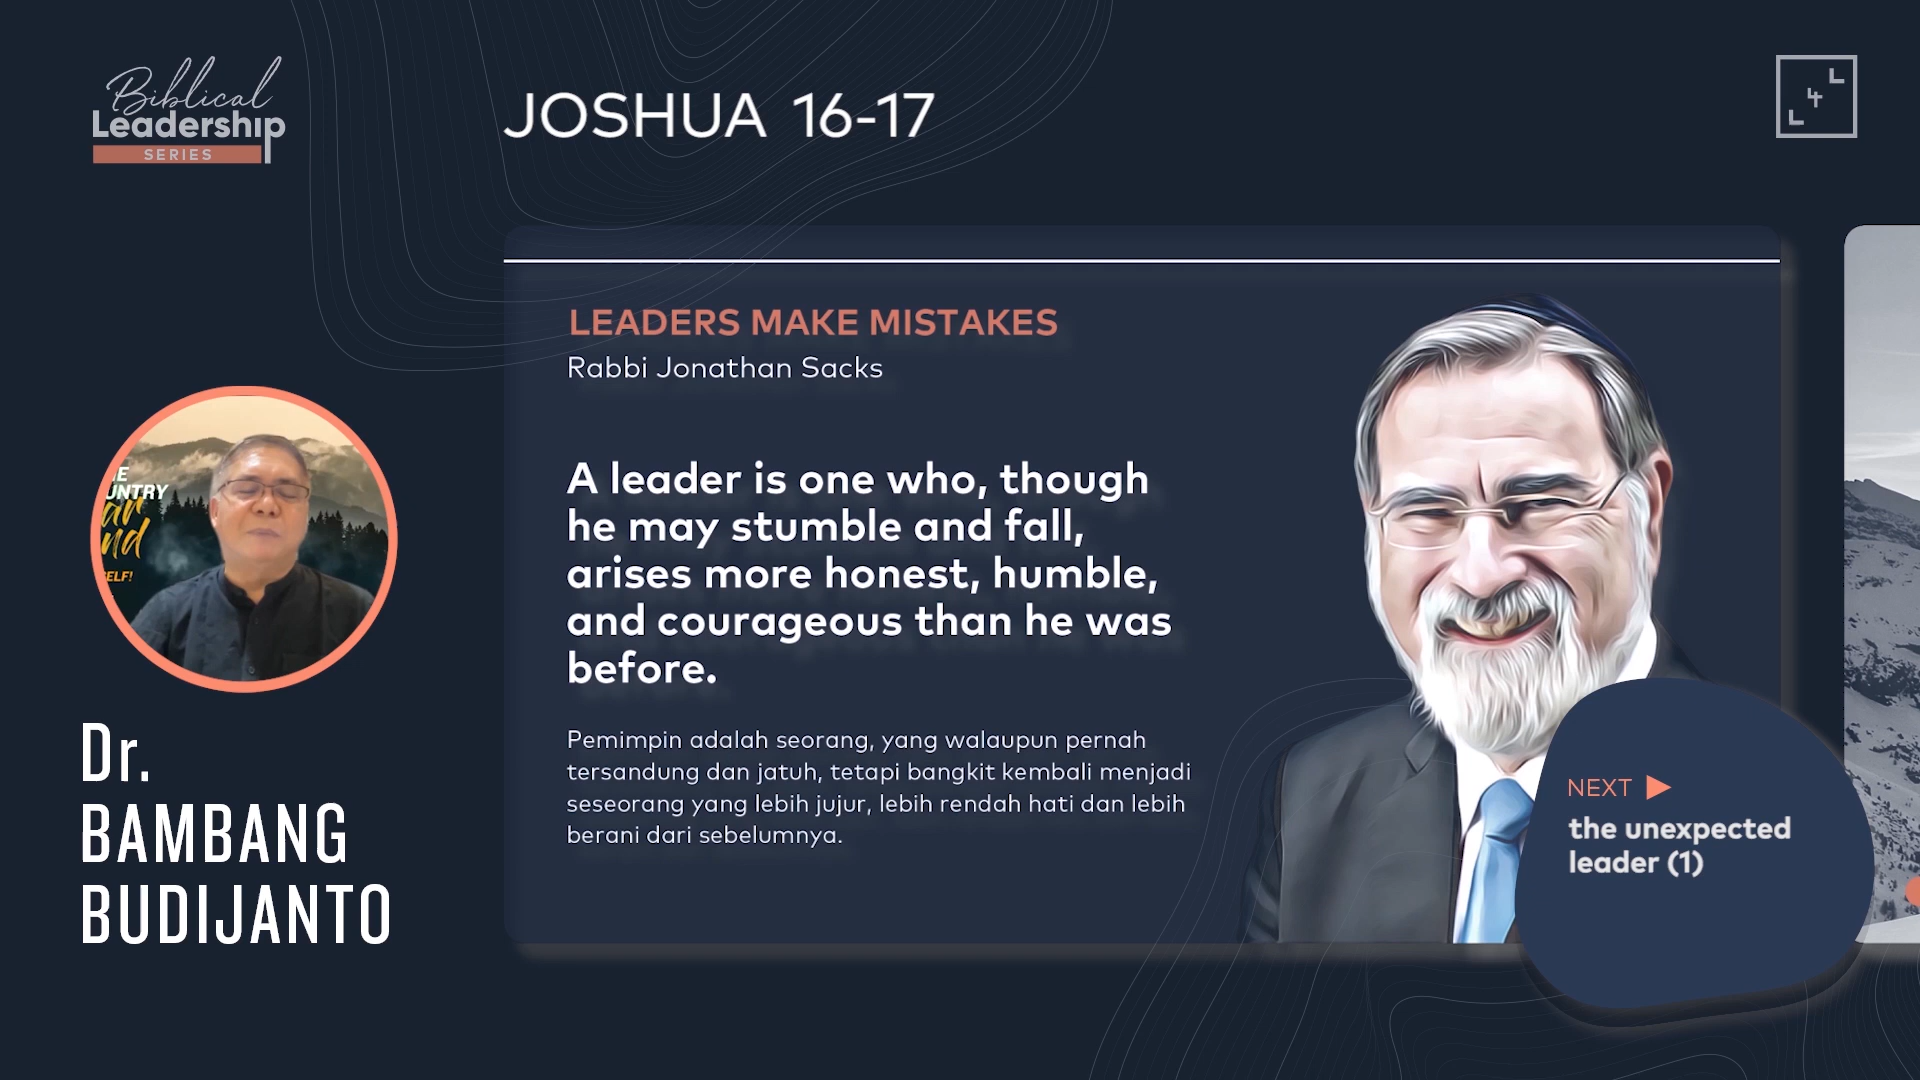 Biblical
Leadership
SERIES
JOSHUA 16-17
LEADERS MAKE MISTAKES
Rabbi Jonathan Sacks
A leader is one who, though
he may stumble and fall,
arises more honest, humble,
and courageous than he was
before.
Pemimpin adalah seorang, yang walaupun pernah
tersandung dan jatuh, tetapi bangkit kembali menjadi
seseorang yang lebih jujur, lebih rendah hati dan lebih
berani dari sebelumnya.
NEXT
the unexpected
leader (1)
Dr.
BAMBANG
BUDIJANTO